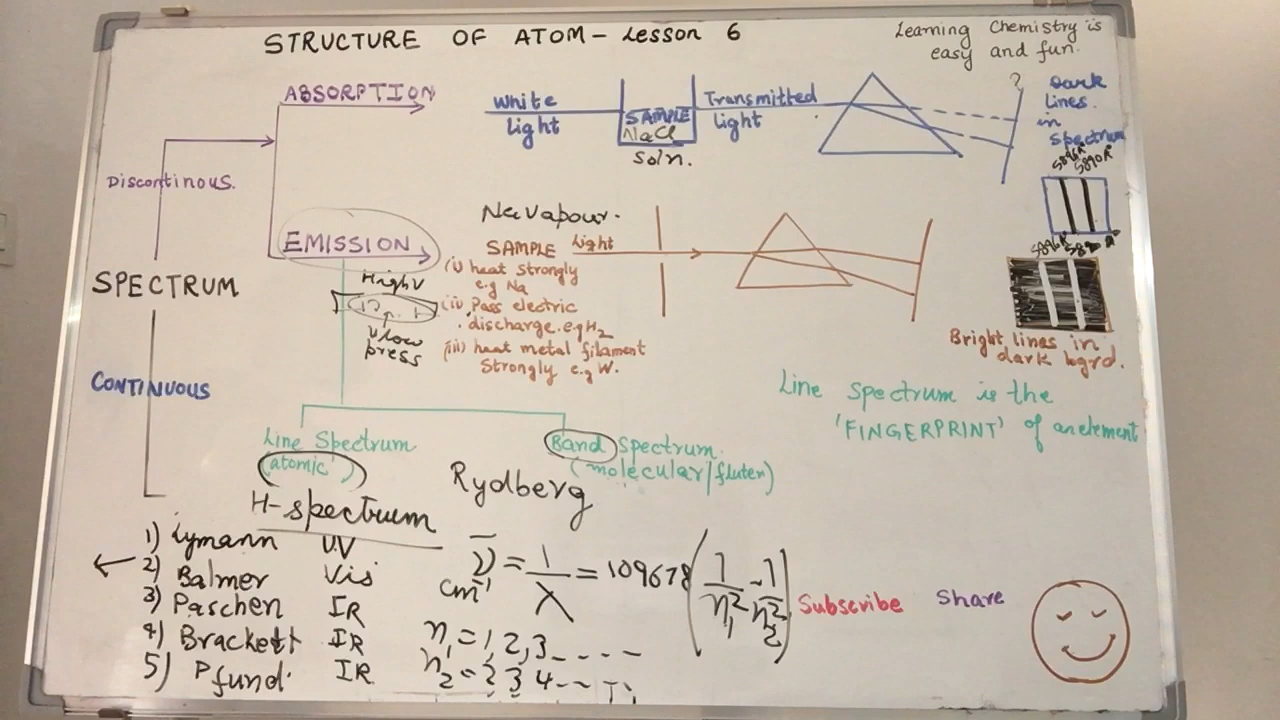 STRUCTURE OF ATOM - Lesson 6
Learning Chemistry is
easy and fun.
ABSORPTION
White
light
SAMPLE
NaCl
Soln.
Transmitted
light
?
Dark
Lines.
in
Spectrum
5896A° 5890A°
Discontinous.
EMISSION
Na Vapour.
SAMPLE light
(i) heat strongly
e.g Na
(ii) Pass electric
discharge. e.g H2
(iii) heat metal filament
Strongly e.g W.
High V
V low
press
5896A° 5890A°
Bright lines in
dark bgrd.
SPECTRUM
CONTINUOUS
Line Spectrum is the
'FINGERPRINT' of an element
Line Spectrum
(atomic)
Band Spectrum.
(molecular/fluten)
H-spectrum
Rydberg
1) Lymann UV
2) Balmer Vis
3) Paschen IR
4) Brackett IR
5) Pfund. IR
ν̄ = 1/λ = 109678 (1/n1² - 1/n2²)
cm⁻¹
n1 = 1, 2, 3 - - - -
n2 = 2 3 4 - -
Subscribe Share